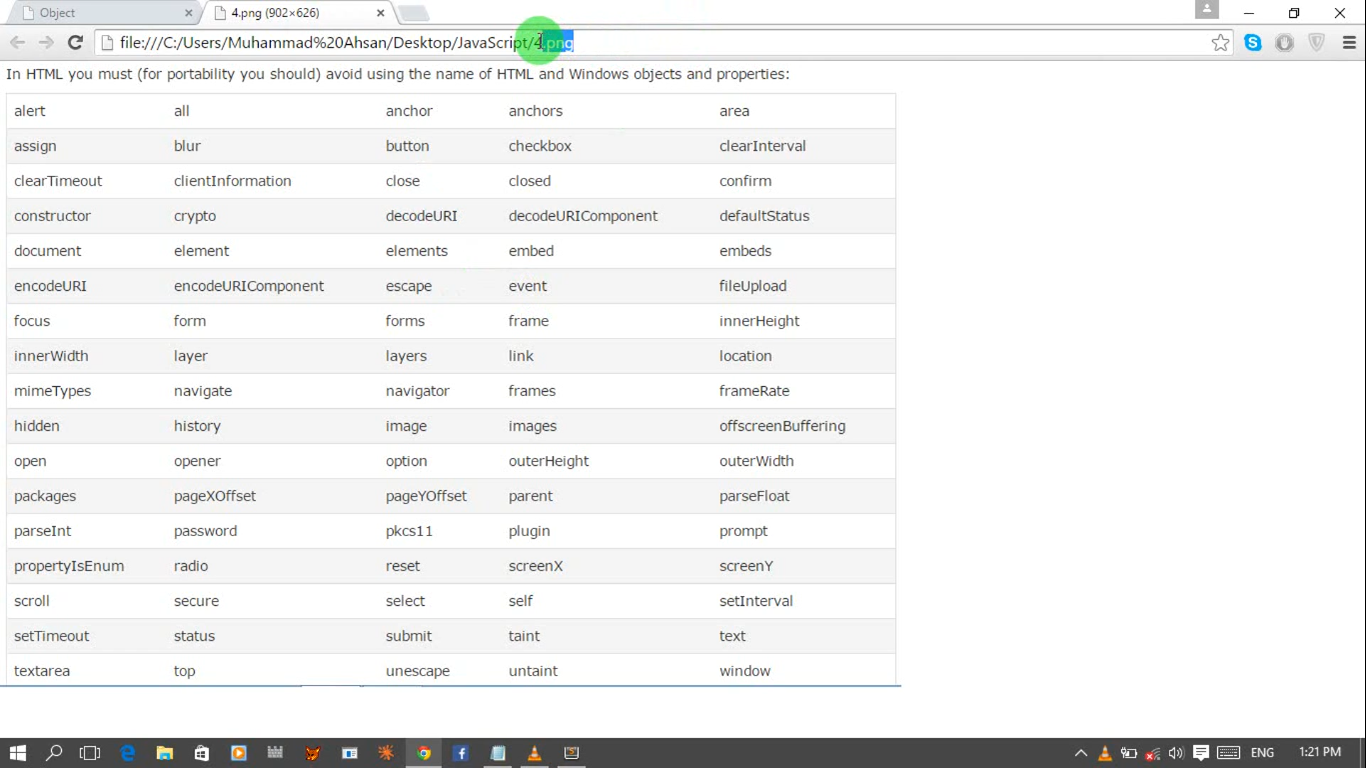 Object
4.png (902×626)
file:///C:/Users/Muhammad%20Ahsan/Desktop/JavaScript/4.png
In HTML you must (for portability you should) avoid using the name of HTML and Windows objects and properties:
alert all anchor anchors area
assign blur button checkbox clearInterval
clearTimeout clientInformation close closed confirm
constructor crypto decodeURI decodeURIComponent defaultStatus
document element elements embed embeds
encodeURI encodeURIComponent escape event fileUpload
focus form forms frame innerHeight
innerWidth layer layers link location
mimeTypes navigate navigator frames frameRate
hidden history image images offscreenBuffering
open opener option outerHeight outerWidth
packages pageXOffset pageYOffset parent parseFloat
parseInt password pkcs11 plugin prompt
propertyIsEnum radio reset screenX screenY
scroll secure select self setInterval
setTimeout status submit taint text
textarea top unescape untaint window
ENG 1:21 PM